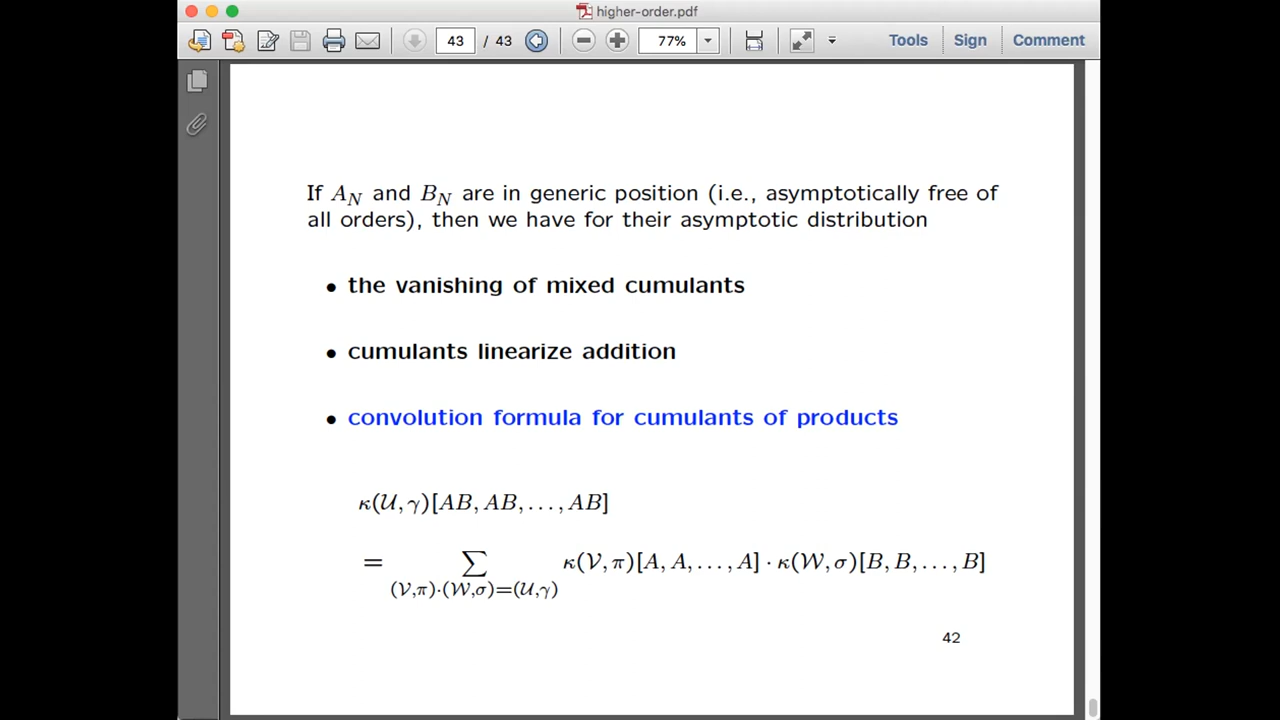 higher-order.pdf
43 / 43 77% Tools Sign Comment
If A_N and B_N are in generic position (i.e., asymptotically free of
all orders), then we have for their asymptotic distribution
• the vanishing of mixed cumulants
• cumulants linearize addition
• convolution formula for cumulants of products
κ(𝒰, γ)[AB, AB, . . . , AB]
= ∑ κ(𝒱, π)[A, A, . . . , A] · κ(𝒲, σ)[B, B, . . . , B]
(𝒱,π)·(𝒲,σ)=(𝒰,γ)
42